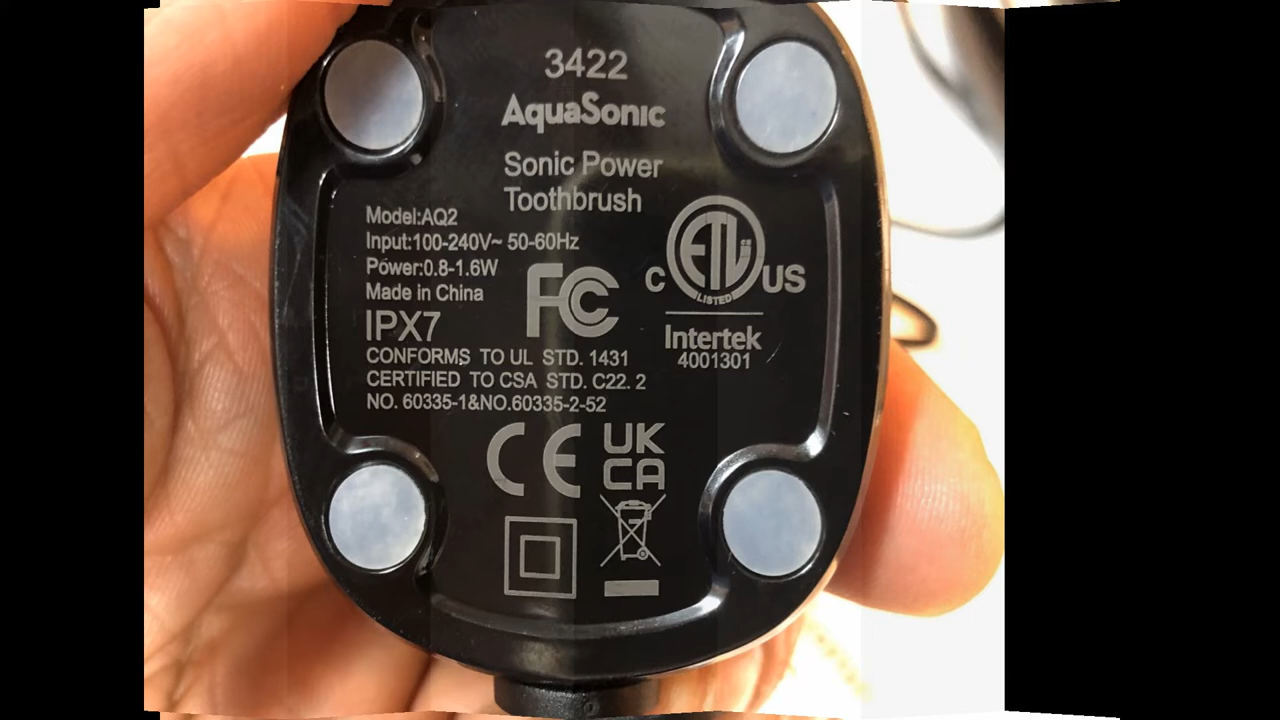 3422
AquaSonic
Sonic Power
Toothbrush
Model:AQ2
Input:100-240V~ 50-60Hz
Power:0.8-1.6W
Made in China
IPX7
FC
C ETL US
LISTED
Intertek
4001301
CONFORMS TO UL STD. 1431
CERTIFIED TO CSA STD. C22. 2
NO. 60335-1&NO.60335-2-52
CE
UK
CA